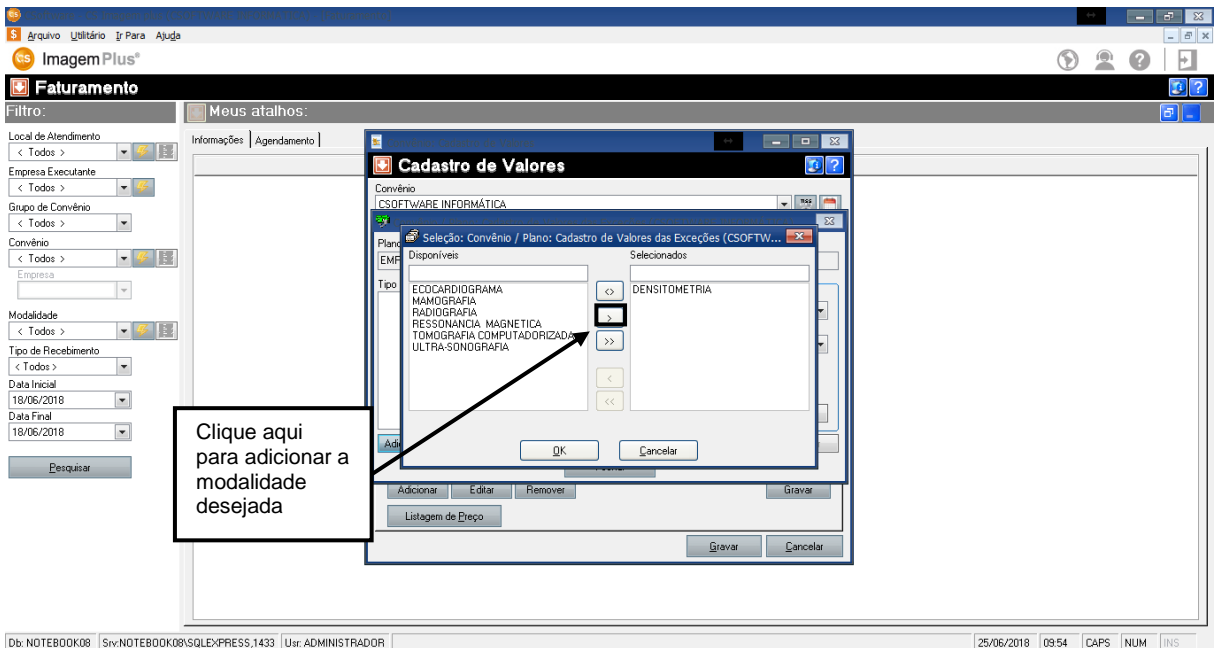 Arquivo Utilitário Ir Para Ajuda
ImagemPlus®
Faturamento
Filtro:
Meus atalhos:
Local de Atendimento
< Todos >
Empresa Executante
< Todos >
Grupo de Convênio
< Todos >
Convênio
< Todos >
Empresa
Modalidade
< Todos >
Tipo de Recebimento
< Todos >
Data Inicial
18/06/2018
Data Final
18/06/2018
Pesquisar
Informações Agendamento
Cadastro de Valores
Convênio
CSOFTWARE INFORMÁTICA
Plano
EMP
Tipo
Seleção: Convênio / Plano: Cadastro de Valores das Exceções (CSOFTW...
Disponíveis
Selecionados
ECOCARDIOGRAMA
MAMOGRAFIA
RADIOGRAFIA
RESSONANCIA MAGNETICA
TOMOGRAFIA COMPUTADORIZADA
ULTRA-SONOGRAFIA
<>
>
>>
<
<<
DENSITOMETRIA
OK Cancelar
Adi
Adicionar Editar Remover Gravar
Listagem de Preço
Gravar Cancelar
Clique aqui
para adicionar a
modalidade
desejada
Db: NOTEBOOK08 Srv:NOTEBOOK08\SQLEXPRESS,1433 Usr: ADMINISTRADOR 25/06/2018 09:54 CAPS NUM INS